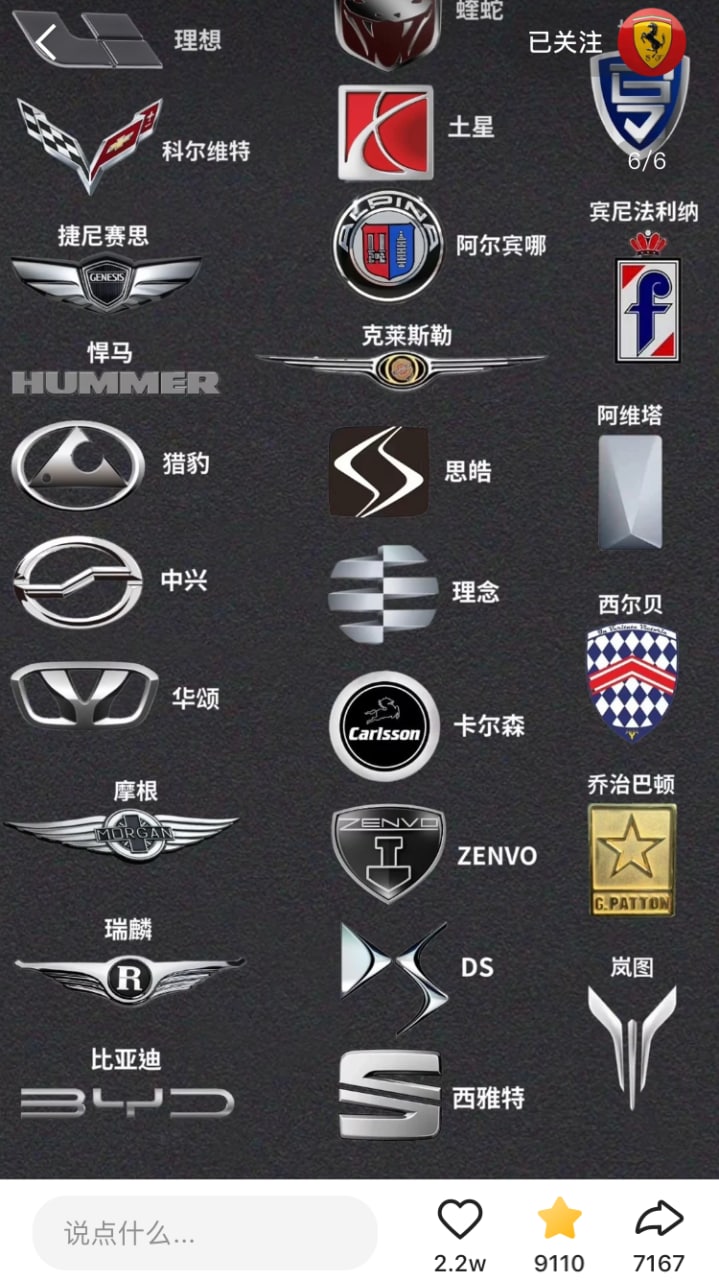 理想
科尔维特
捷尼赛思
GENESIS
悍马
HUMMER
猎豹
中兴
华颂
摩根
MORGAN
瑞麟
R
比亚迪
BYD
蝰蛇
土星
ALPINA
阿尔宾哪
克莱斯勒
思皓
理念
Carlsson
卡尔森
ZENVO
ZENVO
DS
西雅特
已关注
6/6
宾尼法利纳
f
阿维塔
西尔贝
乔治巴顿
G.PATTON
岚图
说点什么...
2.2w
9110
7167